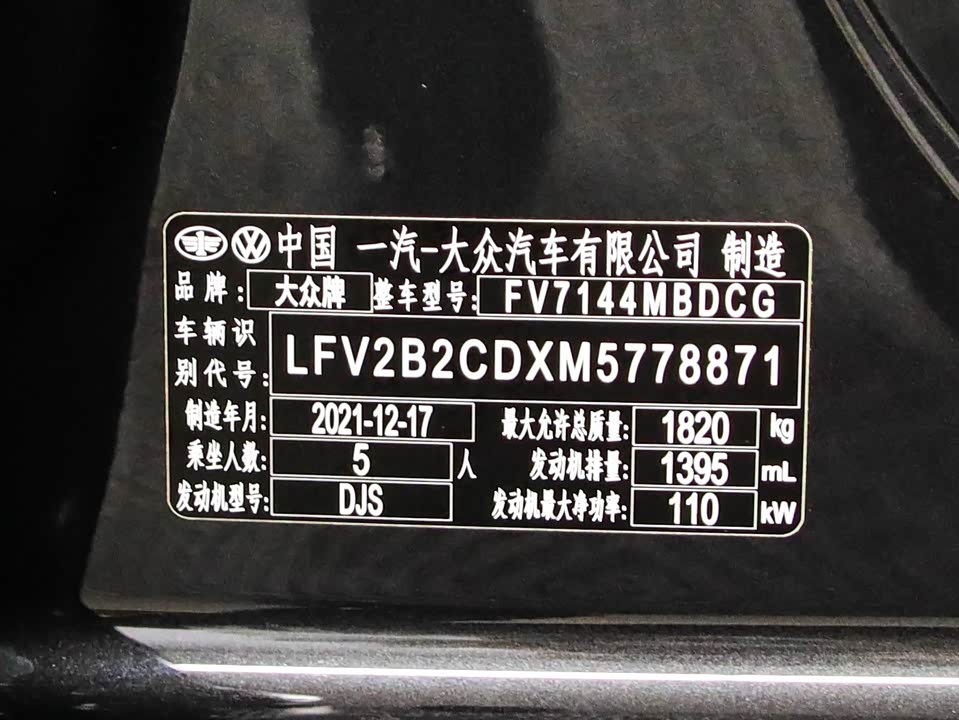 中国 一汽-大众汽车有限公司 制造
品牌: 大众牌 整车型号: FV7144MBDCG
车辆识别代号: LFV2B2CDXM5778871
制造年月: 2021-12-17 最大允许总质量: 1820 kg
乘坐人数: 5 人 发动机排量: 1395 mL
发动机型号: DJS 发动机最大净功率: 110 kW